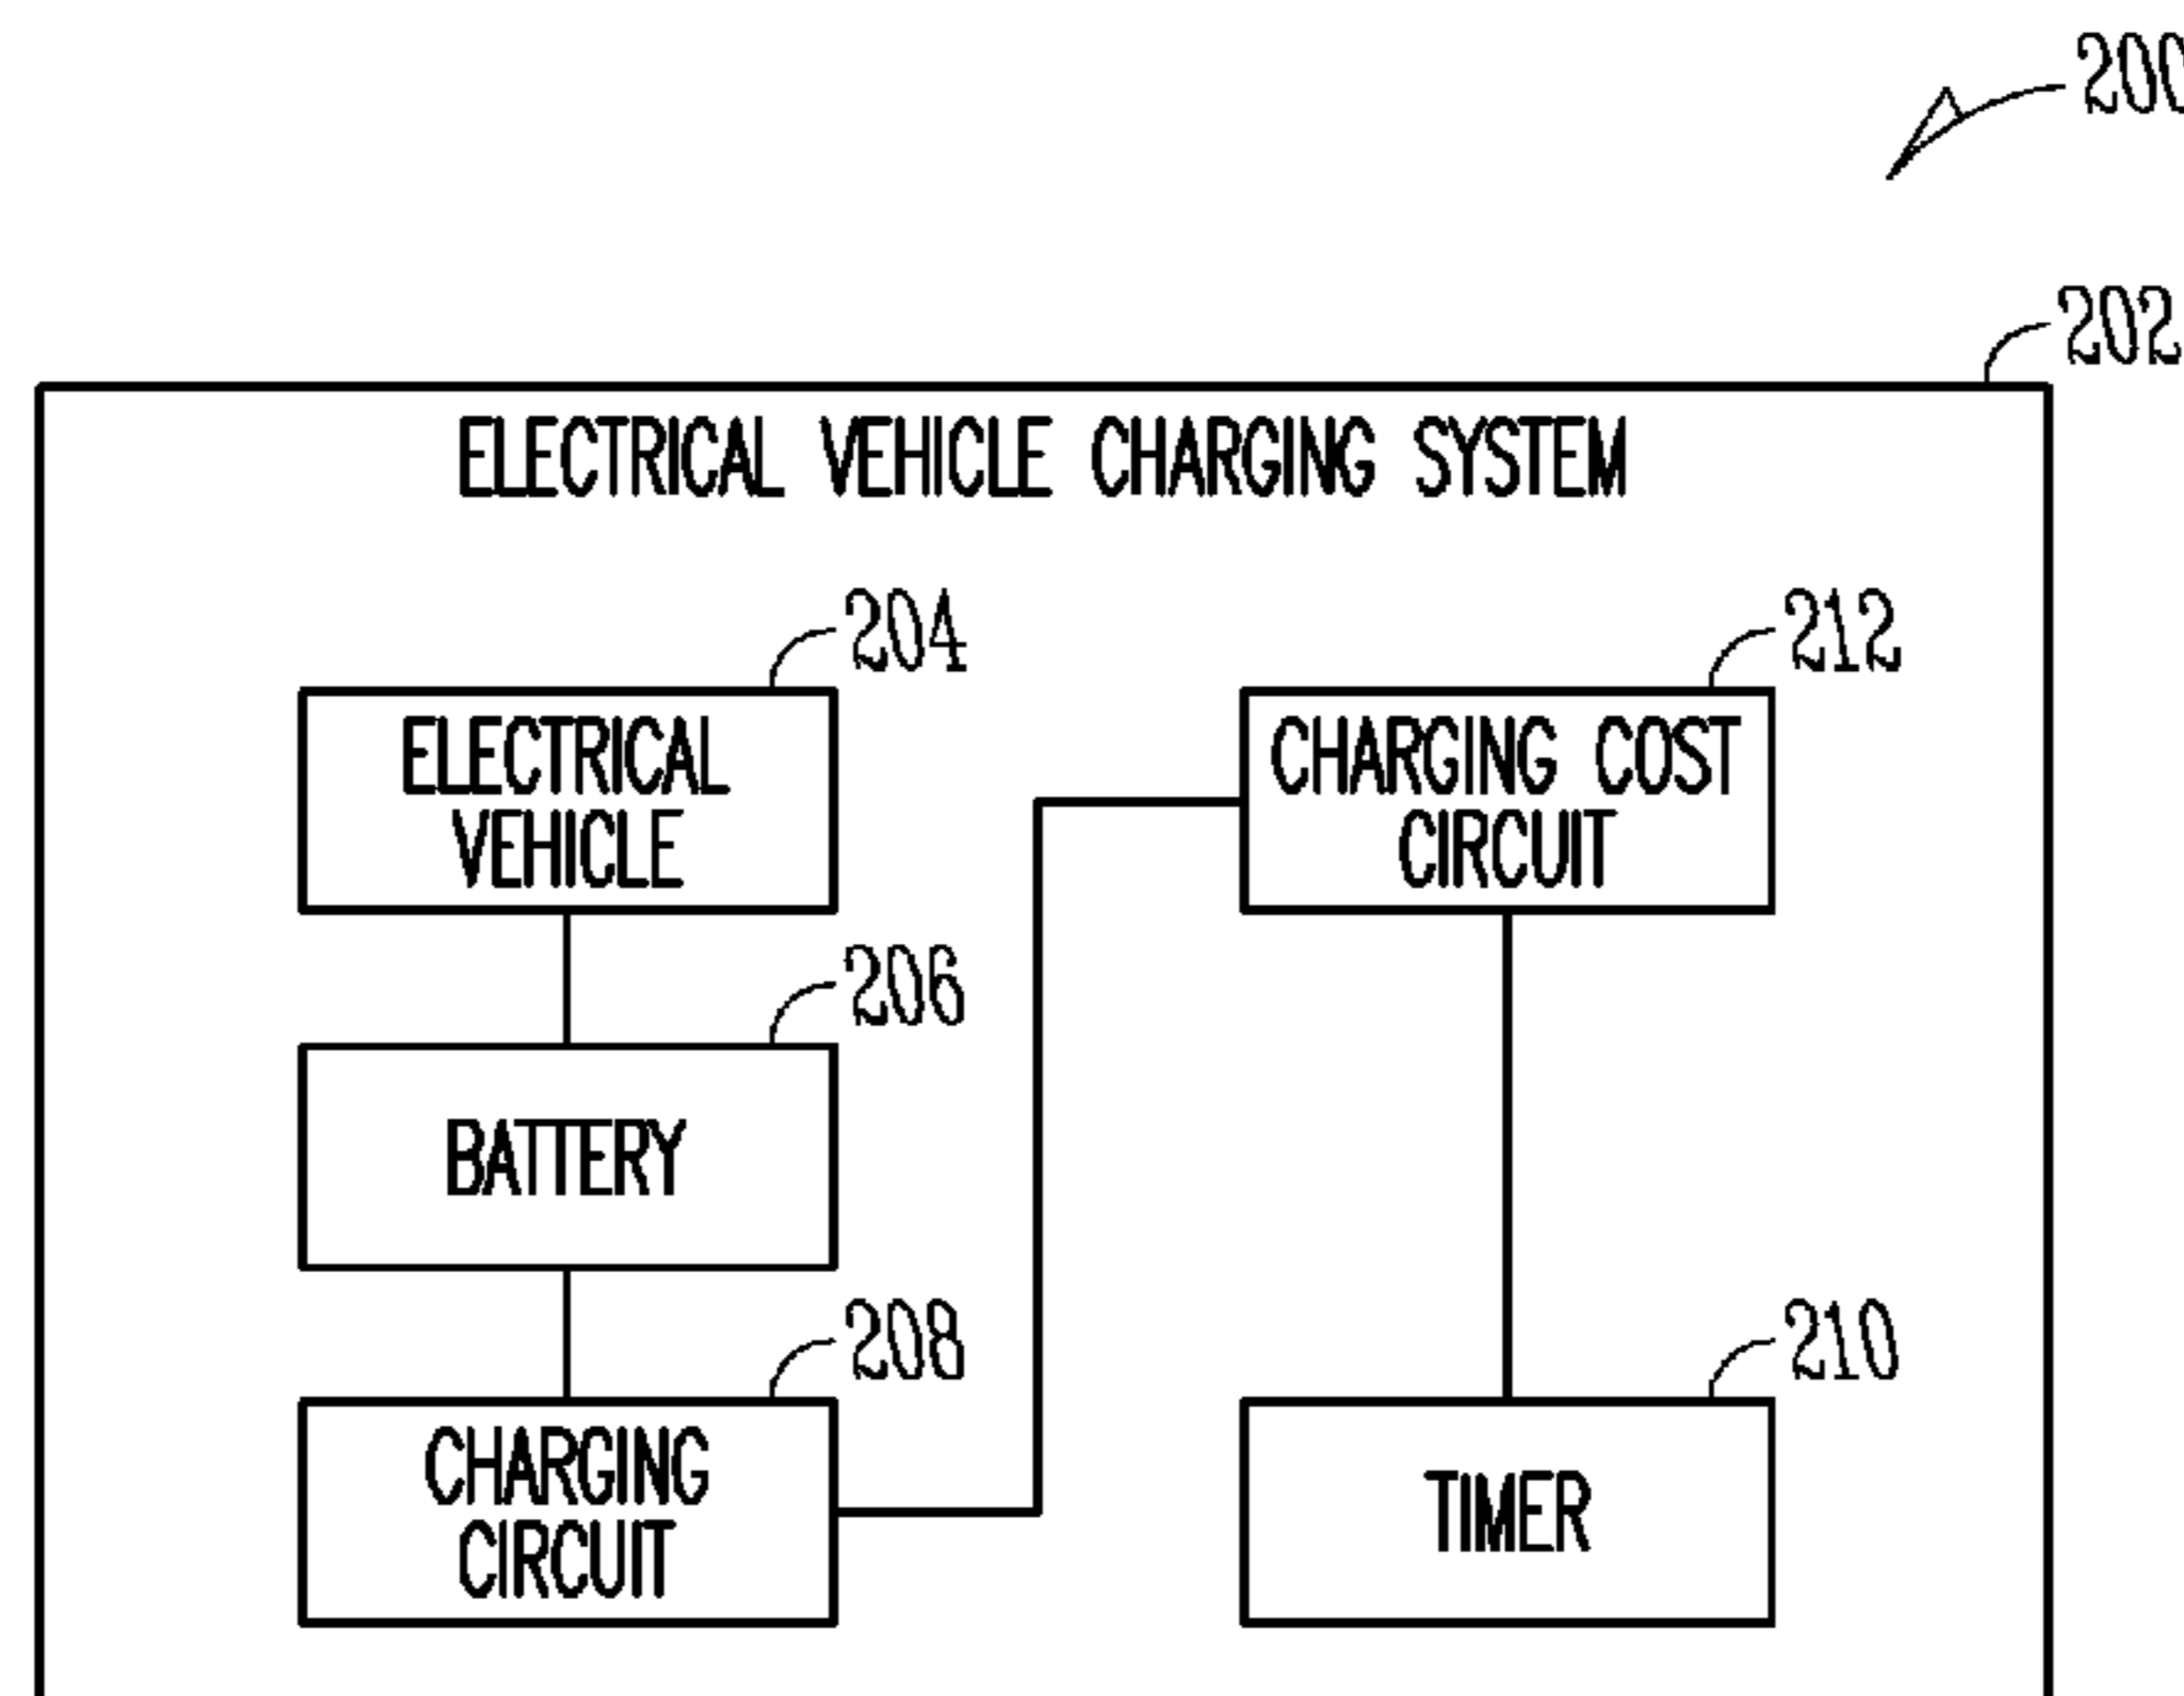 200
202
ELECTRICAL VEHICLE CHARGING SYSTEM
204
ELECTRICAL
VEHICLE
206
BATTERY
208
CHARGING
CIRCUIT
212
CHARGING COST
CIRCUIT
210
TIMER